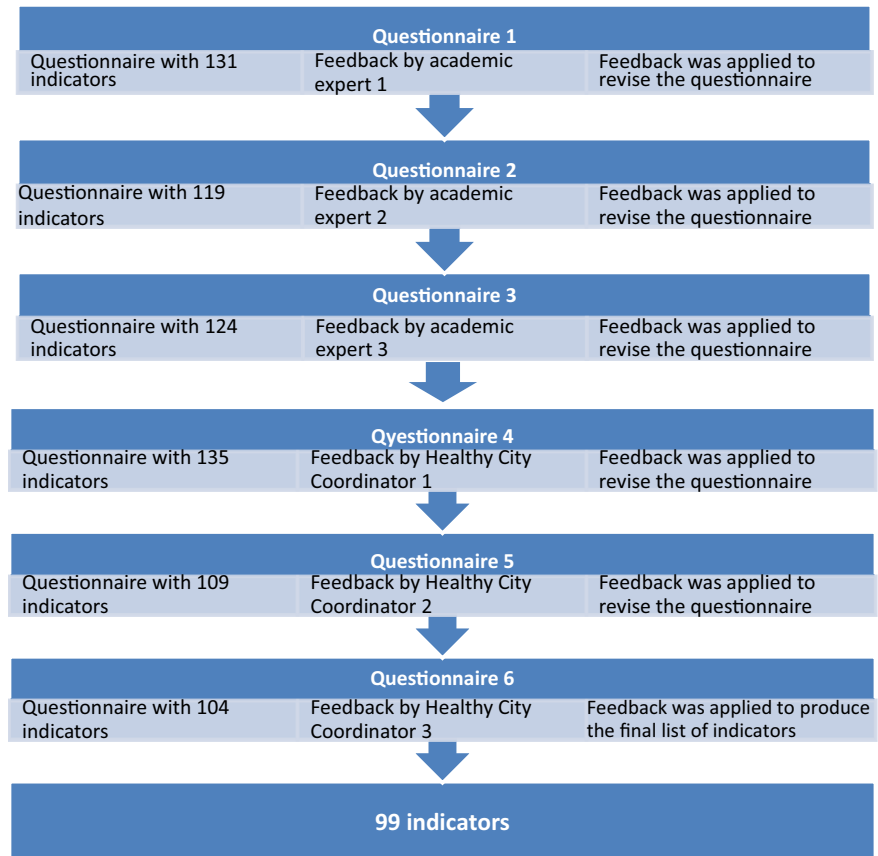 Questionnaire 1
Questionnaire with 131
indicators
Feedback by academic
expert 1
Feedback was applied to
revise the questionnaire
Questionnaire 2
Questionnaire with 119
indicators
Feedback by academic
expert 2
Feedback was applied to
revise the questionnaire
Questionnaire 3
Questionnaire with 124
indicators
Feedback by academic
expert 3
Feedback was applied to
revise the questionnaire
Qyestionnaire 4
Questionnaire with 135
indicators
Feedback by Healthy City
Coordinator 1
Feedback was applied to
revise the questionnaire
Questionnaire 5
Questionnaire with 109
indicators
Feedback by Healthy City
Coordinator 2
Feedback was applied to
revise the questionnaire
Questionnaire 6
Questionnaire with 104
indicators
Feedback by Healthy City
Coordinator 3
Feedback was applied to produce
the final list of indicators
99 indicators